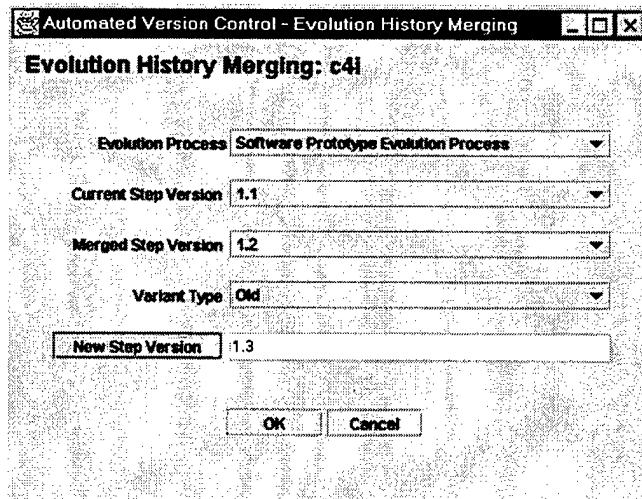 Automated Version Control - Evolution History Merging
Evolution History Merging: c4i
Evolution Process Software Prototype Evolution Process
Current Step Version 1.1
Merged Step Version 1.2
Variant Type Old
New Step Version 1.3
OK Cancel